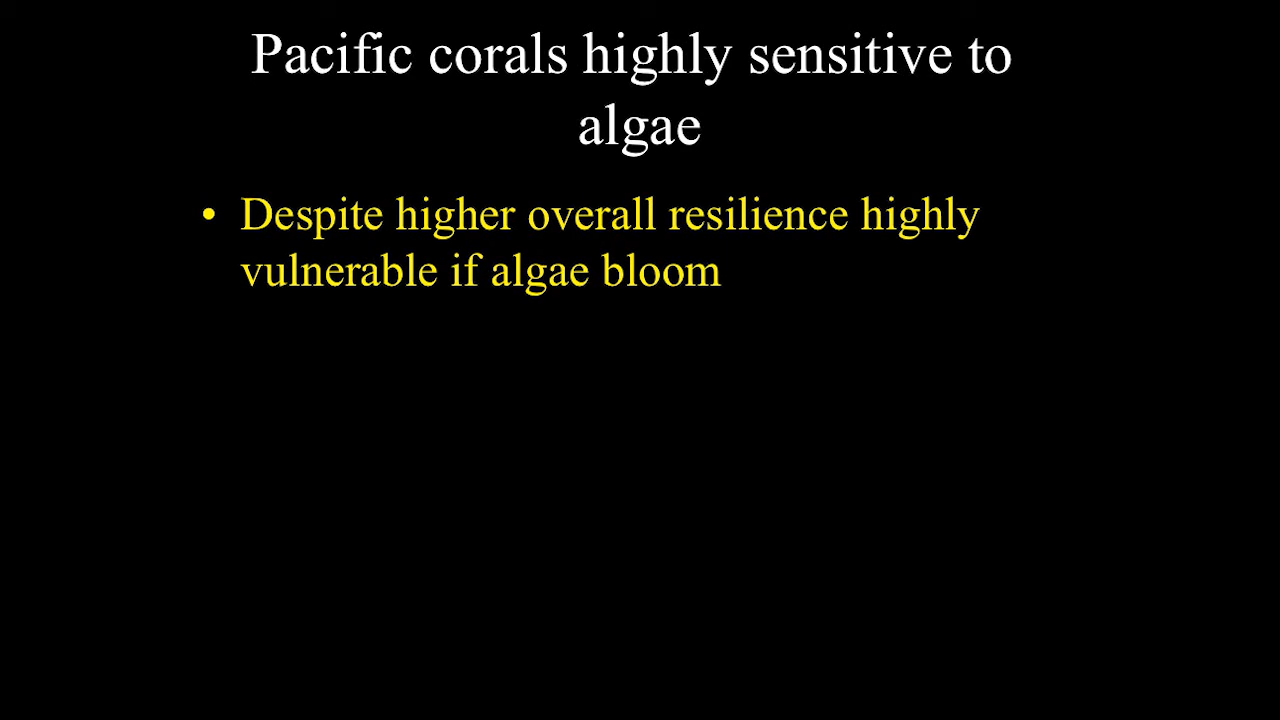 Pacific corals highly sensitive to
algae
• Despite higher overall resilience highly
vulnerable if algae bloom